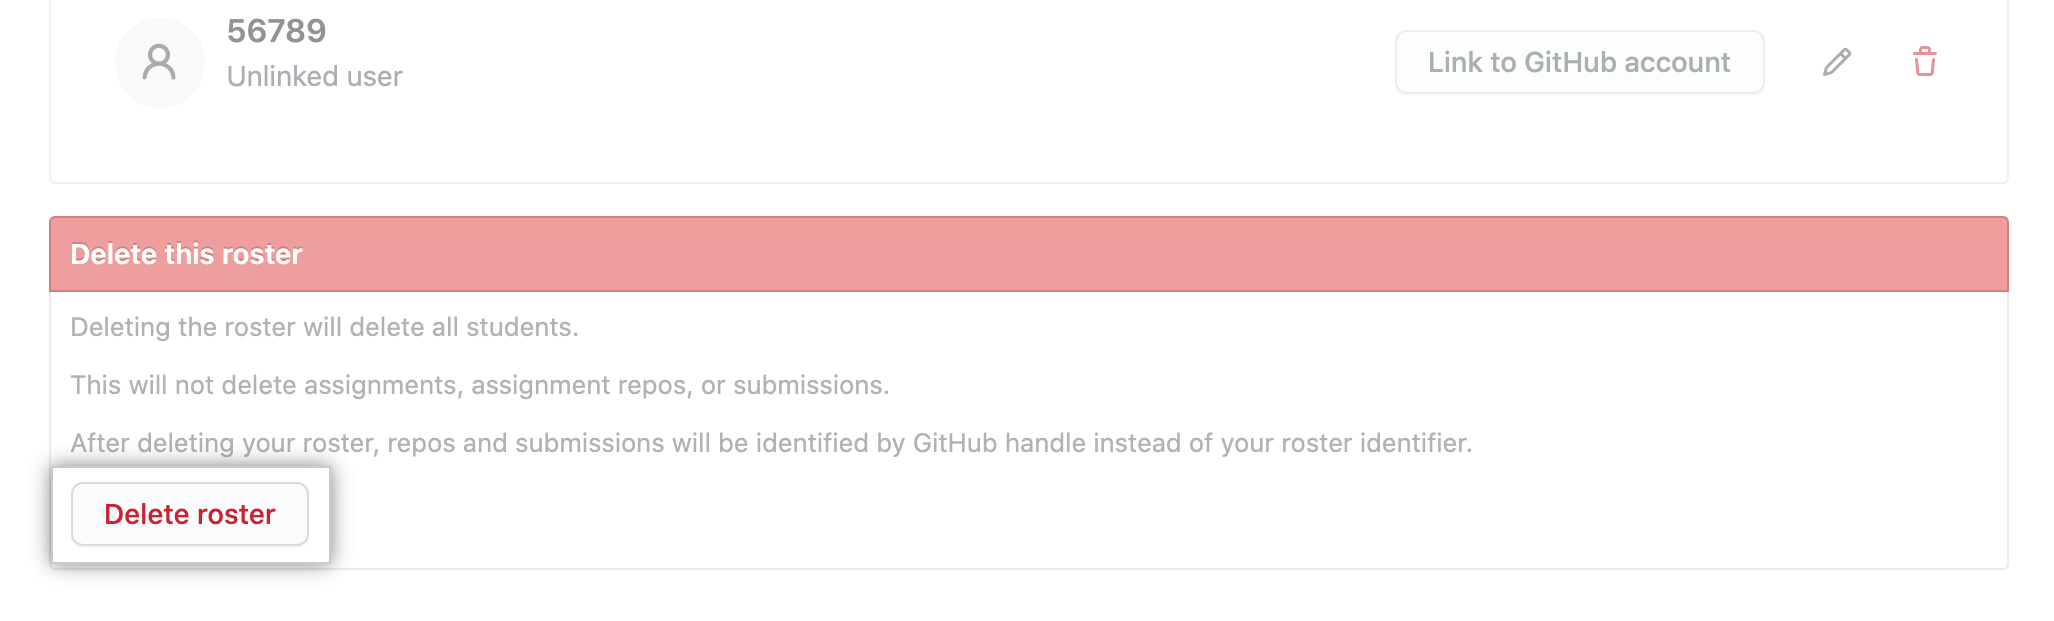 56789
Unlinked user
Link to GitHub account
Delete this roster
Deleting the roster will delete all students.
This will not delete assignments, assignment repos, or submissions.
After deleting your roster, repos and submissions will be identified by GitHub handle instead of your roster identifier.
Delete roster